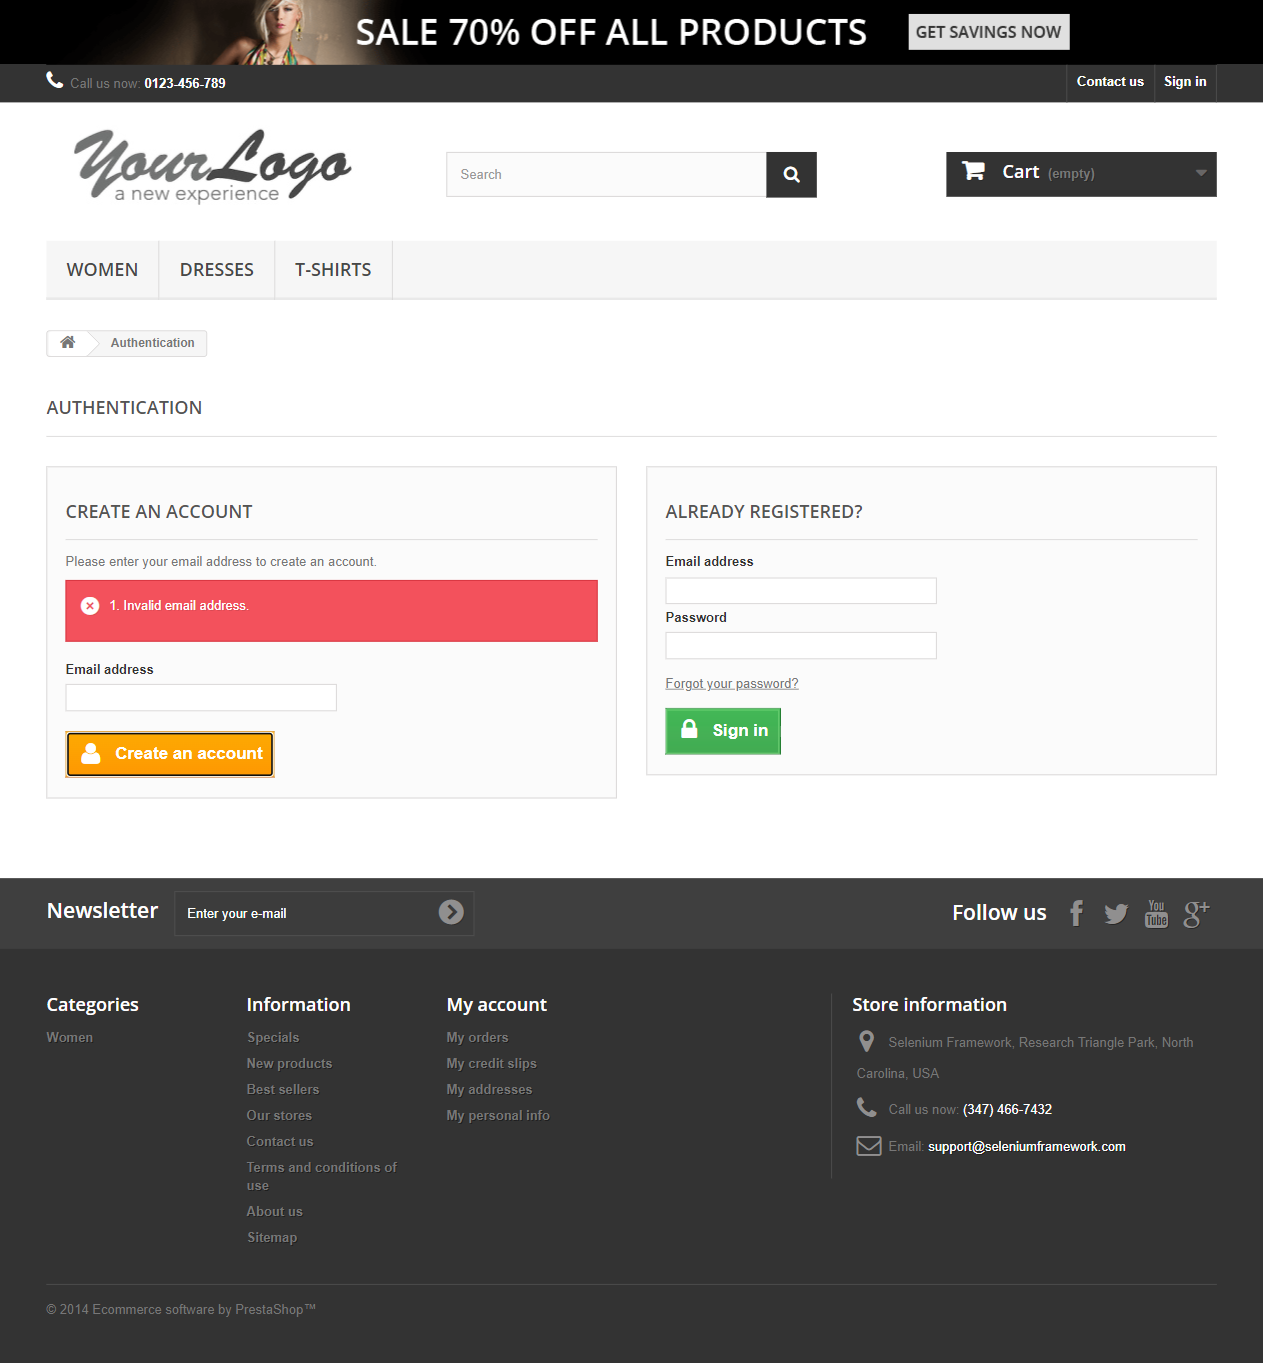 SALE 70% OFF ALL PRODUCTS GET SAVINGS NOW
Call us now: 0123-456-789 Contact us Sign in
YourLogo
a new experience
Search
Cart (empty)
WOMEN DRESSES T-SHIRTS
Authentication
AUTHENTICATION
CREATE AN ACCOUNT
Please enter your email address to create an account.
1. Invalid email address.
Email address
Create an account
ALREADY REGISTERED?
Email address
Password
Forgot your password?
Sign in
Newsletter Enter your e-mail
Follow us f You Tube g+
Categories
Women
Information
Specials
New products
Best sellers
Our stores
Contact us
Terms and conditions of
use
About us
Sitemap
My account
My orders
My credit slips
My addresses
My personal info
Store information
Selenium Framework, Research Triangle Park, North
Carolina, USA
Call us now: (347) 466-7432
Email: support@seleniumframework.com
© 2014 Ecommerce software by PrestaShop™